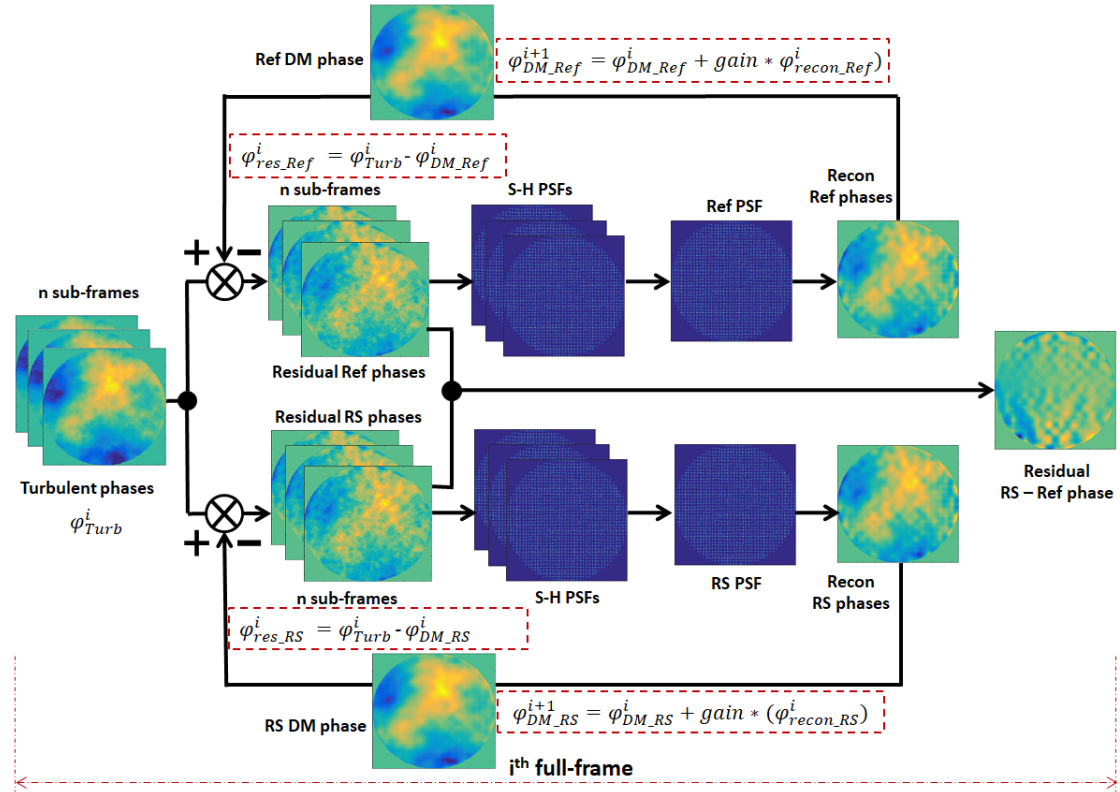 Ref DM phase
φ^{i+1}_{DM_Ref} = φ^i_{DM_Ref} + gain * φ^i_{recon_Ref})
φ^i_{res_Ref} = φ^i_{Turb} - φ^i_{DM_Ref}
n sub-frames
S-H PSFs
Ref PSF
Recon
Ref phases
+ −
n sub-frames
Residual Ref phases
Turbulent phases
φ^i_{Turb}
Residual RS phases
Residual
RS – Ref phase
+ −
n sub-frames
S-H PSFs
RS PSF
Recon
RS phases
φ^i_{res_RS} = φ^i_{Turb} - φ^i_{DM_RS}
RS DM phase
φ^{i+1}_{DM_RS} = φ^i_{DM_RS} + gain * (φ^i_{recon_RS})
i^{th} full-frame